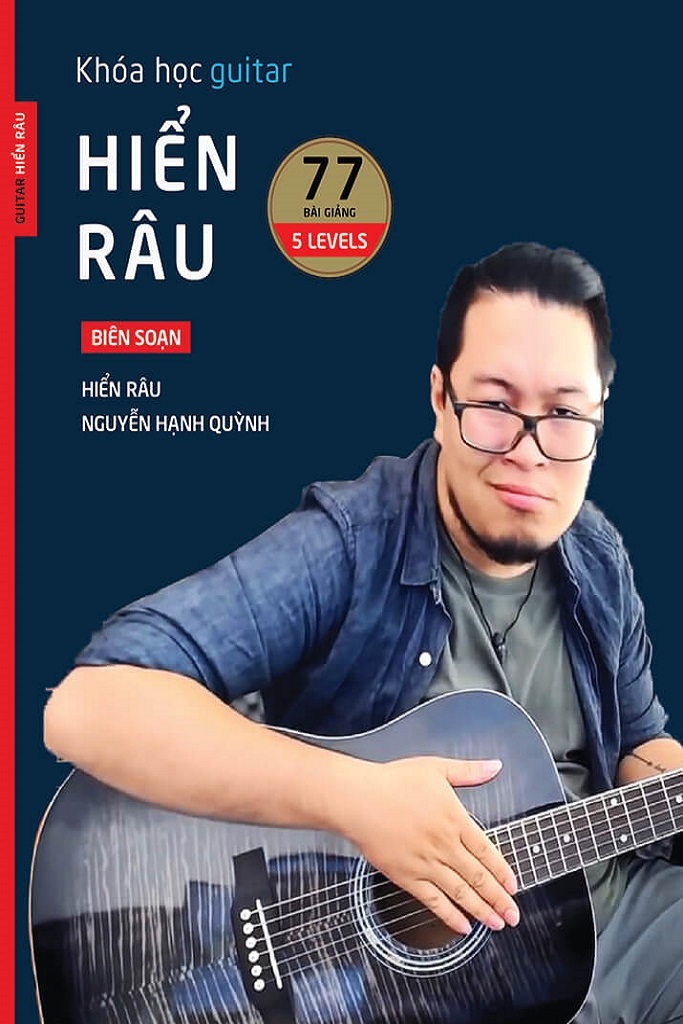 Khóa học guitar
HIỂN
RÂU
GUITAR HIỂN RÂU
77
BÀI GIẢNG
5 LEVELS
BIÊN SOẠN
HIỂN RÂU
NGUYỄN HẠNH QUỲNH